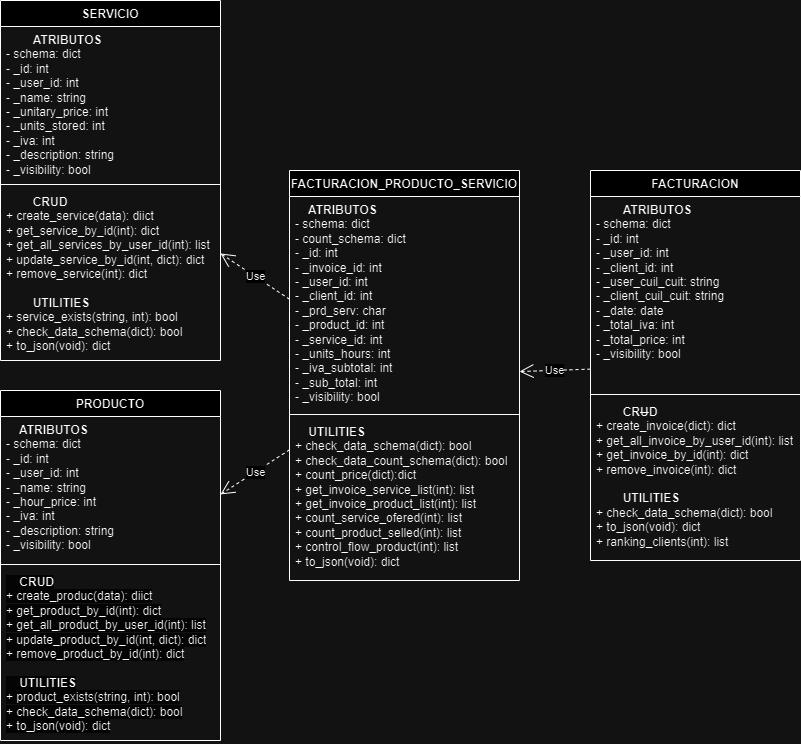 SERVICIO
ATRIBUTOS
- schema: dict
- _id: int
- _user_id: int
- _name: string
- _unitary_price: int
- _units_stored: int
- _iva: int
- _description: string
- _visibility: bool
CRUD
+ create_service(data): diict
+ get_service_by_id(int): dict
+ get_all_services_by_user_id(int): list
+ update_service_by_id(int, dict): dict
+ remove_service(int): dict
UTILITIES
+ service_exists(string, int): bool
+ check_data_schema(dict): bool
+ to_json(void): dict
PRODUCTO
ATRIBUTOS
- schema: dict
- _id: int
- _user_id: int
- _name: string
- _hour_price: int
- _iva: int
- _description: string
- _visibility: bool
CRUD
+ create_produc(data): diict
+ get_product_by_id(int): dict
+ get_all_product_by_user_id(int): list
+ update_product_by_id(int, dict): dict
+ remove_product_by_id(int): dict
UTILITIES
+ product_exists(string, int): bool
+ check_data_schema(dict): bool
+ to_json(void): dict
Use
Use
FACTURACION_PRODUCTO_SERVICIO
ATRIBUTOS
- schema: dict
- count_schema: dict
- _id: int
- _invoice_id: int
- _user_id: int
- _client_id: int
- _prd_serv: char
- _product_id: int
- _service_id: int
- _units_hours: int
- _iva_subtotal: int
- _sub_total: int
- _visibility: bool
UTILITIES
+ check_data_schema(dict): bool
+ check_data_count_schema(dict): bool
+ count_price(dict):dict
+ get_invoice_service_list(int): list
+ get_invoice_product_list(int): list
+ count_service_ofered(int): list
+ count_product_selled(int): list
+ control_flow_product(int): list
+ to_json(void): dict
Use
FACTURACION
ATRIBUTOS
- schema: dict
- _id: int
- _user_id: int
- _client_id: int
- _user_cuil_cuit: string
- _client_cuil_cuit: string
- _date: date
- _total_iva: int
- _total_price: int
- _visibility: bool
CRUD
+ create_invoice(dict): dict
+ get_all_invoice_by_user_id(int): list
+ get_invoice_by_id(int): dict
+ remove_invoice(int): dict
UTILITIES
+ check_data_schema(dict): bool
+ to_json(void): dict
+ ranking_clients(int): list